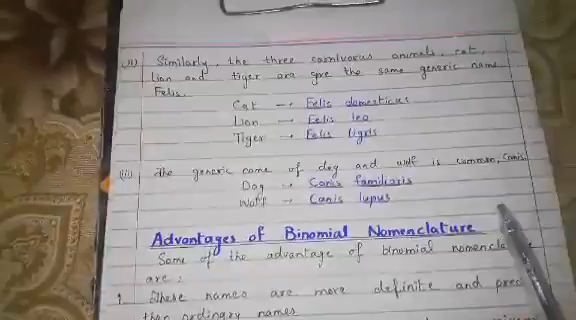 (ii) Similarly, the three carnivorus animals, cat,
lion and tiger are give the same generic name
Felis.
Cat → Felis domesticus
Lion → Felis leo
Tiger → Felis tigris
(iii) The generic name of dog and wolf is common, Canis.
Dog → Canis familiaris
Wolf → Canis lupus
Advantages of Binomial Nomenclature
Some of the advantage of binomial
are :
1. These names are more definite and
than ordinary names